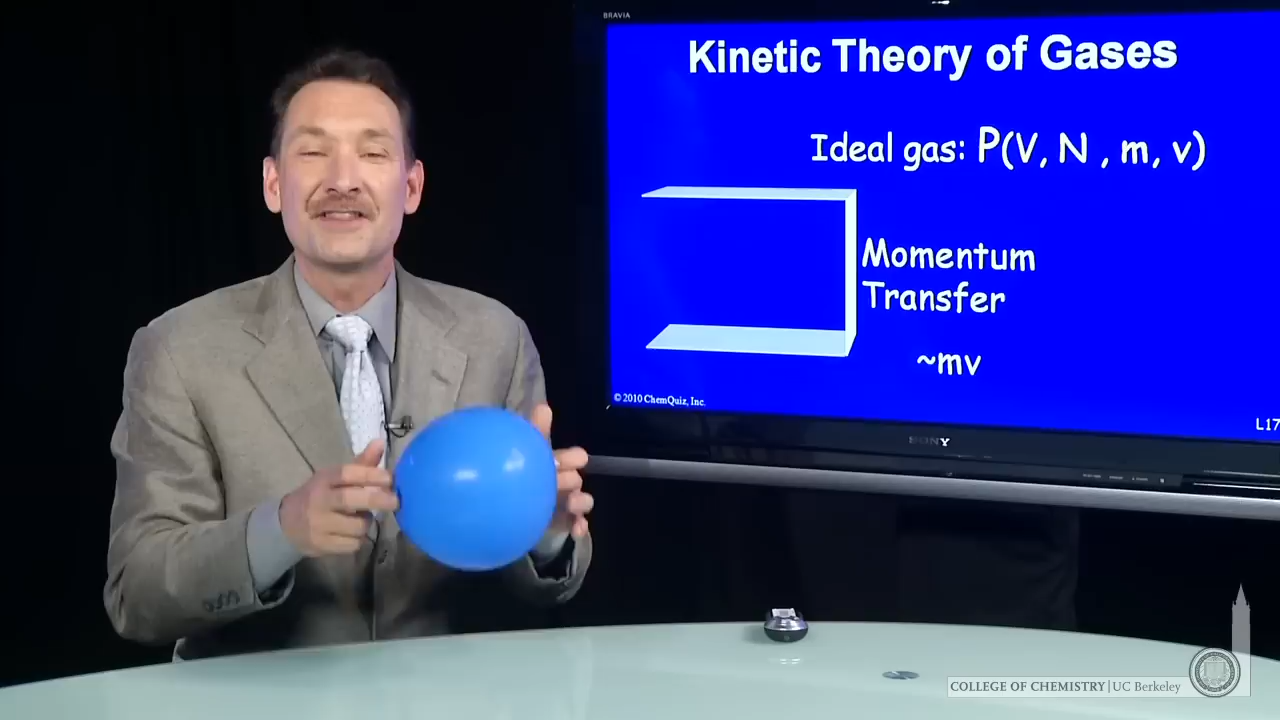 BRAVIA
Kinetic Theory of Gases
Ideal gas: P(V, N , m, v)
Momentum
Transfer
~mv
© 2010 ChemQuiz, Inc.
L17
SONY
COLLEGE OF CHEMISTRY | UC Berkeley